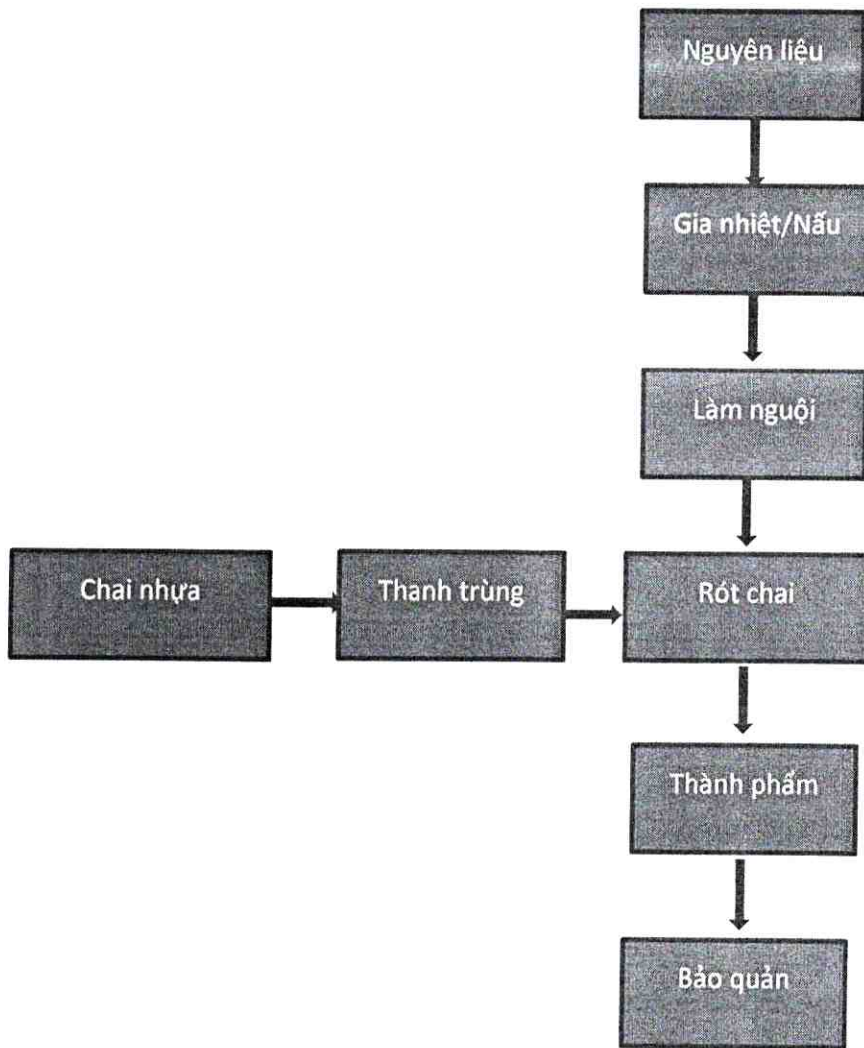 Nguyên liệu
Gia nhiệt/Nấu
Làm nguội
Chai nhựa
Thanh trùng
Rót chai
Thành phẩm
Bảo quản